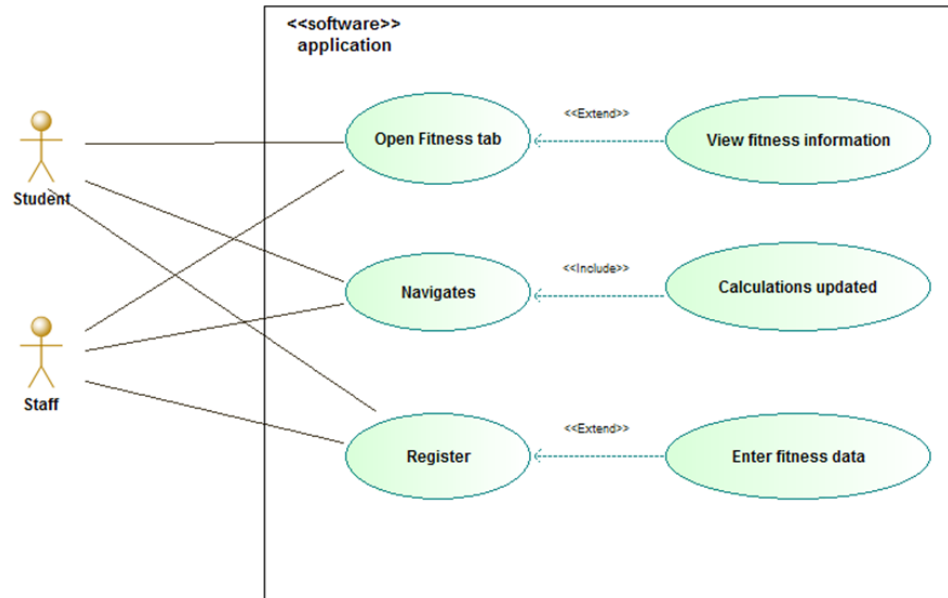 <<software>>
application
Open Fitness tab
<<Extend>>
View fitness information
Student
Navigates
<<Include>>
Calculations updated
Staff
Register
<<Extend>>
Enter fitness data